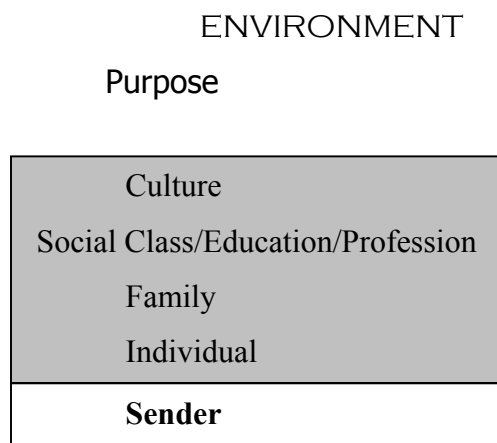 ENVIRONMENT
Purpose
Culture
Social Class/Education/Profession
Family
Individual
Sender